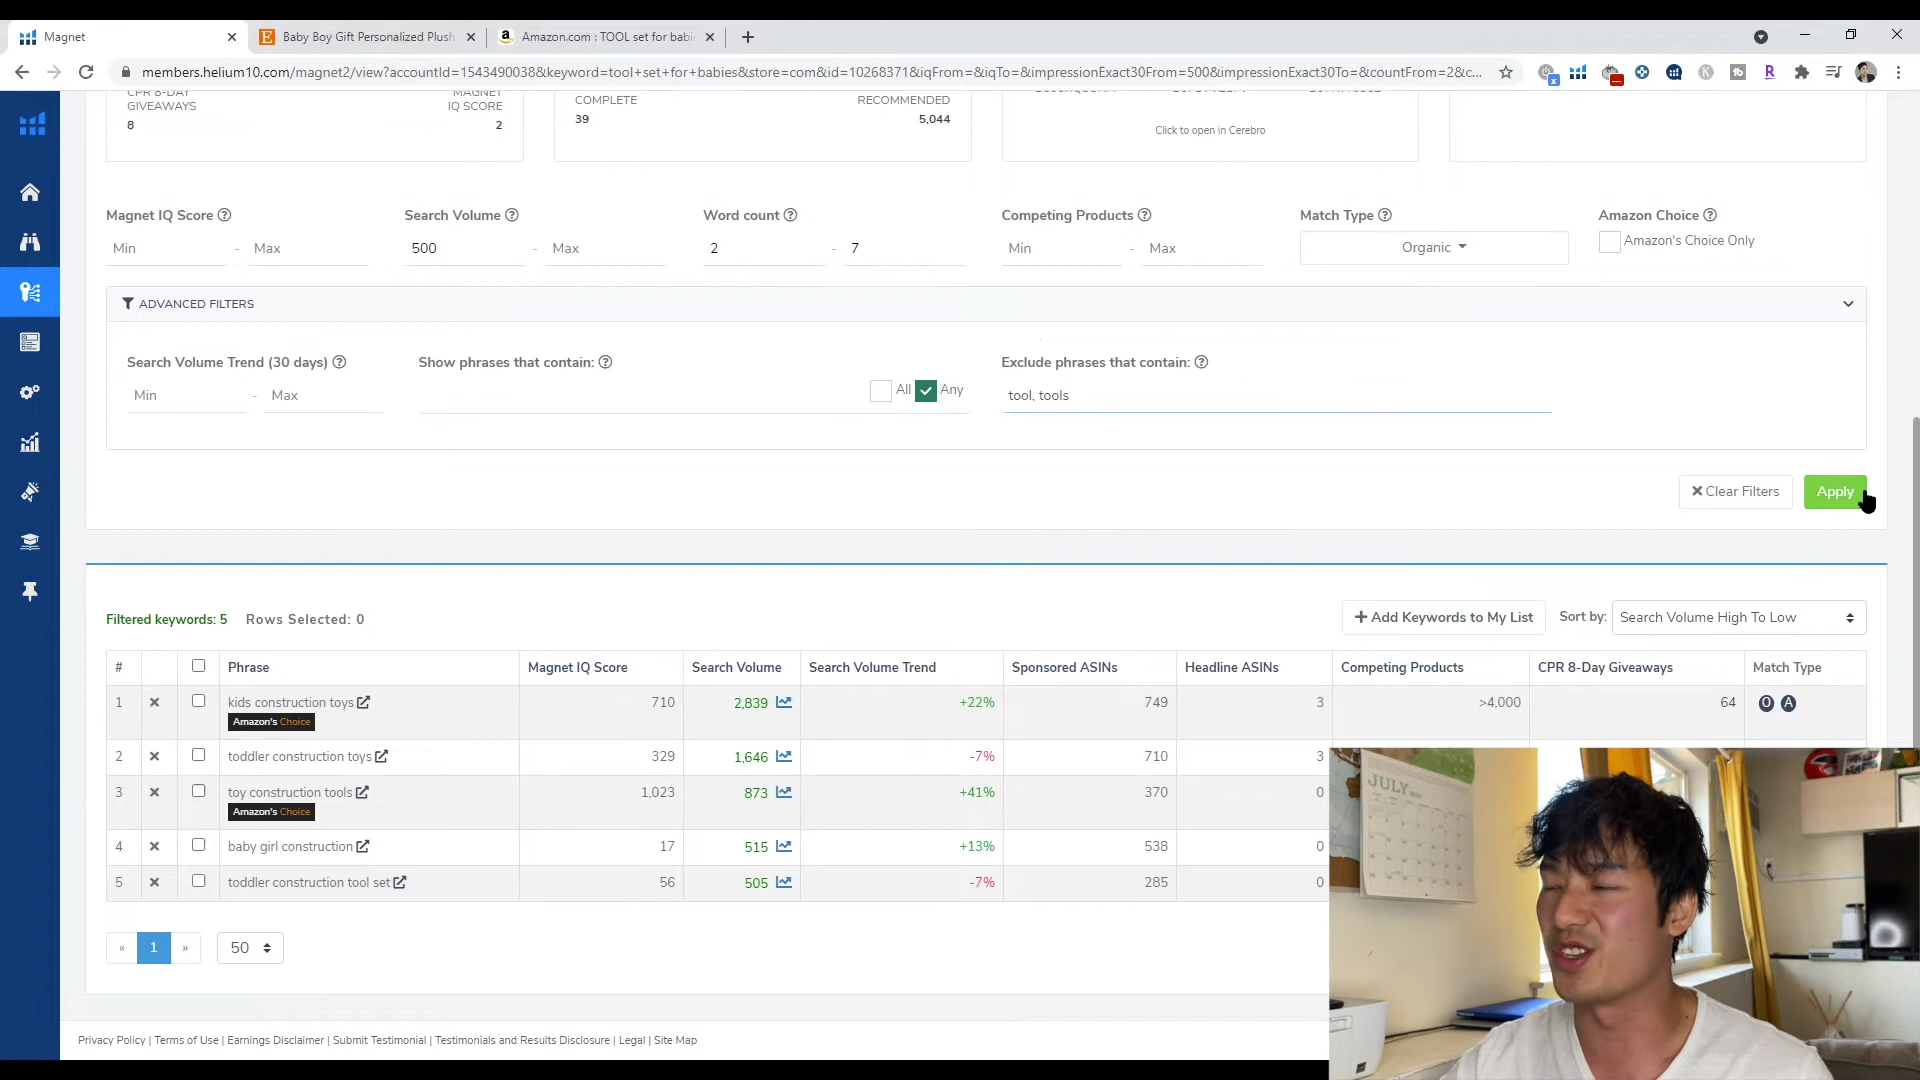 Magnet
Baby Boy Gift Personalized Plush
Amazon.com : TOOL set for babi
members.helium10.com/magnet2/view?accountId=1543490038&keyword=tool+set+for+babies&store=com&id=10268371&iqFrom=&iqTo=&impressionExact30From=500&impressionExact30To=&countFrom=2&c...
CPR 8-DAY GIVEAWAYS
MAGNET IQ SCORE
8
2
COMPLETE
RECOMMENDED
39
5,044
Click to open in Cerebro
Magnet IQ Score
Search Volume
Word count
Competing Products
Match Type
Amazon Choice
Min - Max
500 - Max
2 - 7
Min - Max
Organic
Amazon's Choice Only
ADVANCED FILTERS
Search Volume Trend (30 days)
Show phrases that contain:
Exclude phrases that contain:
Min - Max
All Any
tool, tools
Clear Filters
Apply
Filtered keywords: 5
Rows Selected: 0
+ Add Keywords to My List
Sort by:
Search Volume High To Low
# Phrase Magnet IQ Score Search Volume Search Volume Trend Sponsored ASINs Headline ASINs Competing Products CPR 8-Day Giveaways Match Type
1 kids construction toys 710 2,839 +22% 749 3 >4,000 64 O A
Amazon's Choice
2 toddler construction toys 329 1,646 -7% 710 3
3 toy construction tools 1,023 873 +41% 370 0
Amazon's Choice
4 baby girl construction 17 515 +13% 538 0
5 toddler construction tool set 56 505 -7% 285 0
« 1 » 50
Privacy Policy | Terms of Use | Earnings Disclaimer | Submit Testimonial | Testimonials and Results Disclosure | Legal | Site Map
JULY